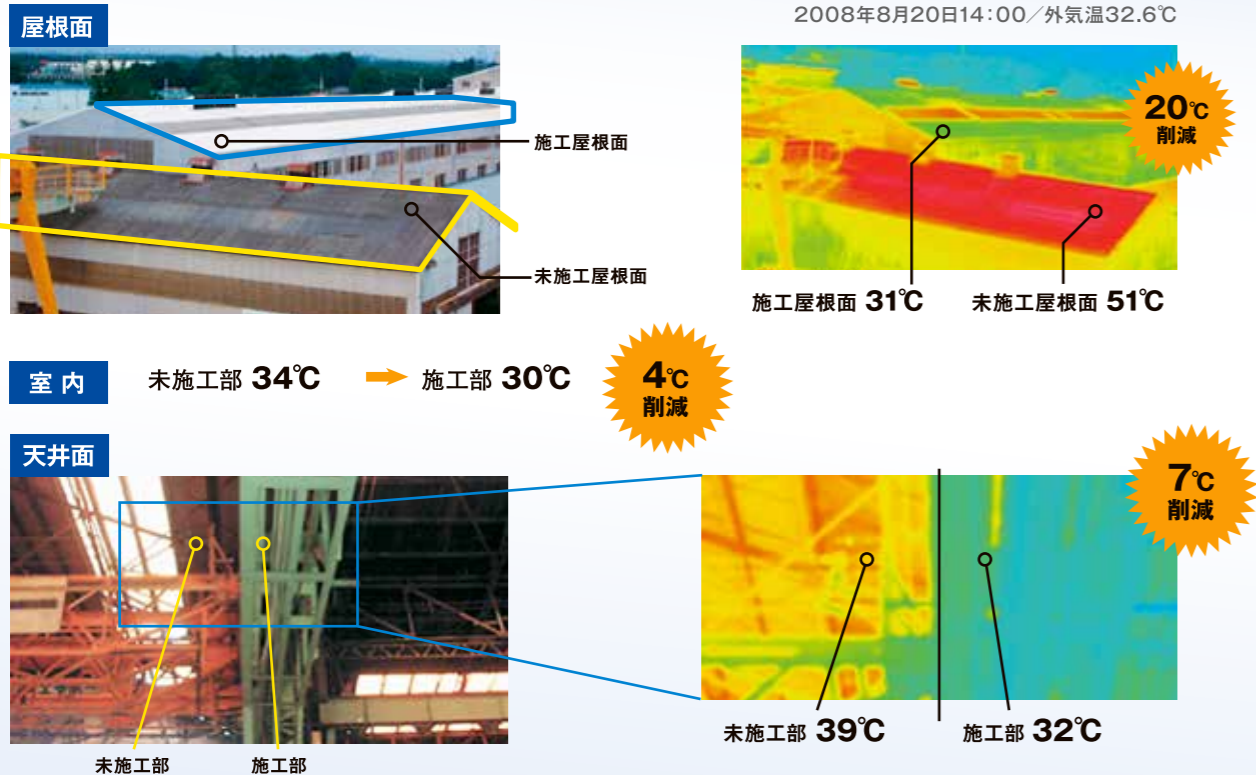 屋根面
2008年8月20日14:00／外気温32.6℃
施工屋根面
未施工屋根面
20℃
削減
施工屋根面 31℃
未施工屋根面 51℃
室内
未施工部 34℃
施工部 30℃
4℃
削減
天井面
7℃
削減
未施工部
施工部
未施工部 39℃
施工部 32℃